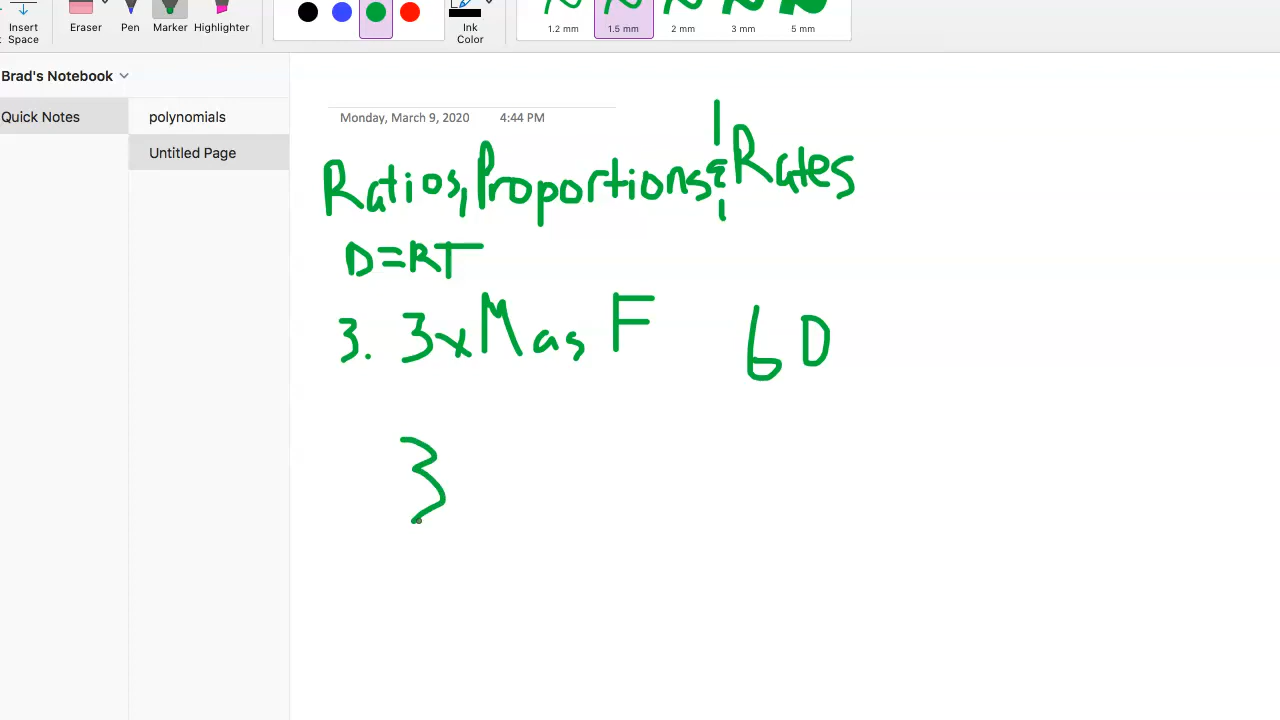 Insert Space Eraser Pen Marker Highlighter Ink Color 1.2 mm 1.5 mm 2 mm 3 mm 5 mm
Brad's Notebook
Quick Notes polynomials
Untitled Page
Monday, March 9, 2020 4:44 PM
Ratios, Proportions & Rates
D=RT
3. 3x M as F 6 D
3